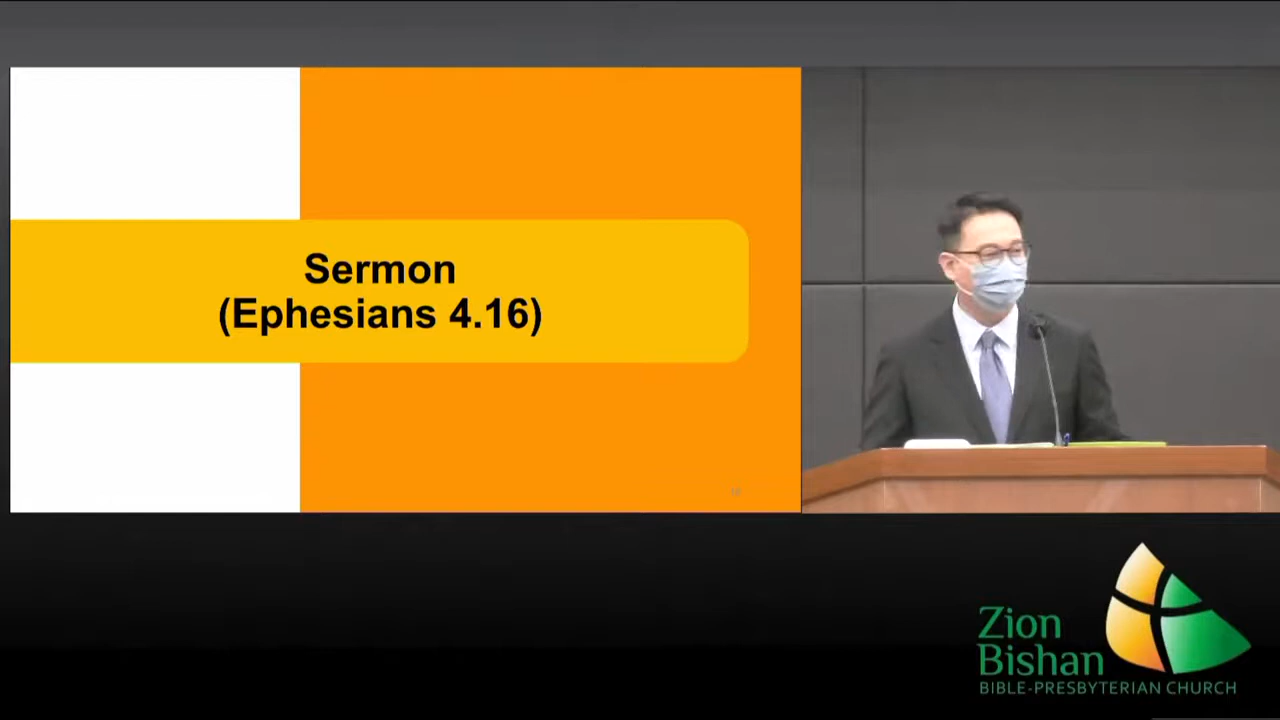 Sermon
(Ephesians 4.16)
Zion
Bishan
BIBLE-PRESBYTERIAN CHURCH